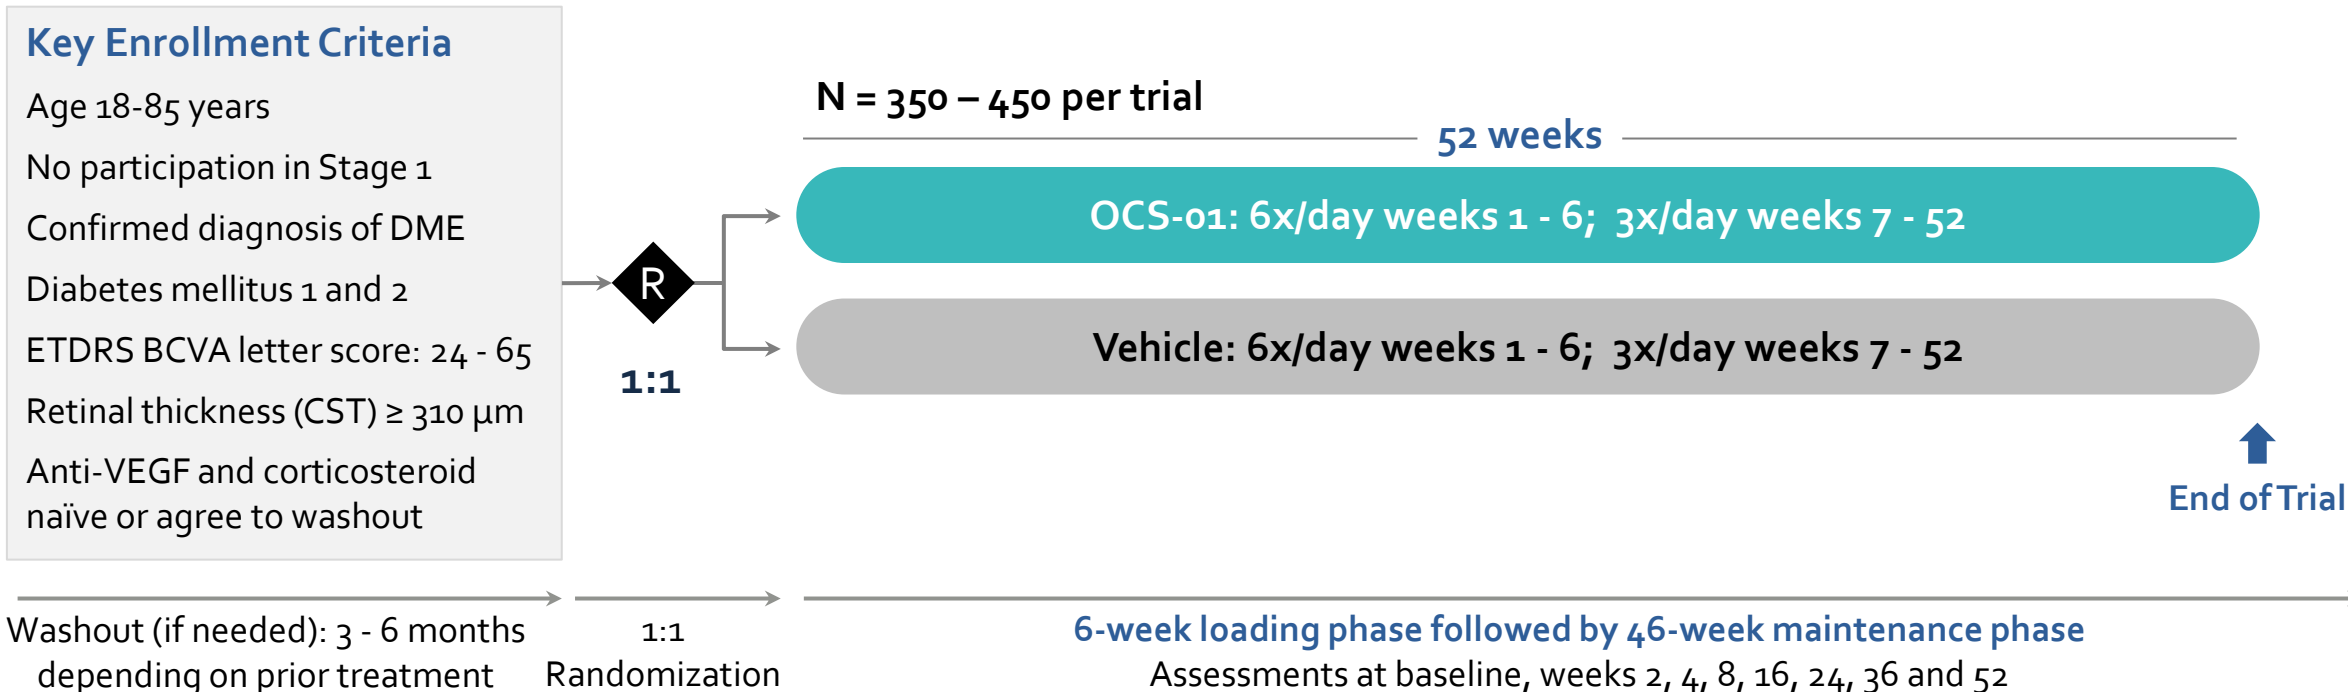 Key Enrollment Criteria
Age 18-85 years
No participation in Stage 1
Confirmed diagnosis of DME
Diabetes mellitus 1 and 2
ETDRS BCVA letter score: 24 - 65
Retinal thickness (CST) ≥ 310 µm
Anti-VEGF and corticosteroid
naïve or agree to washout
R
1:1
N = 350 – 450 per trial
52 weeks
OCS-01: 6x/day weeks 1 - 6; 3x/day weeks 7 - 52
Vehicle: 6x/day weeks 1 - 6; 3x/day weeks 7 - 52
End of Trial
Washout (if needed): 3 - 6 months
depending on prior treatment
1:1
Randomization
6-week loading phase followed by 46-week maintenance phase
Assessments at baseline, weeks 2, 4, 8, 16, 24, 36 and 52